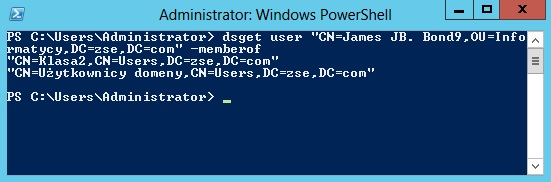 Administrator: Windows PowerShell
PS C:\Users\Administrator> dsget user "CN=James JB. Bond9,OU=Infor
matycy,DC=zse,DC=com" -memberof
"CN=Klasa2,CN=Users,DC=zse,DC=com"
"CN=Użytkownicy domeny,CN=Users,DC=zse,DC=com"
PS C:\Users\Administrator> _